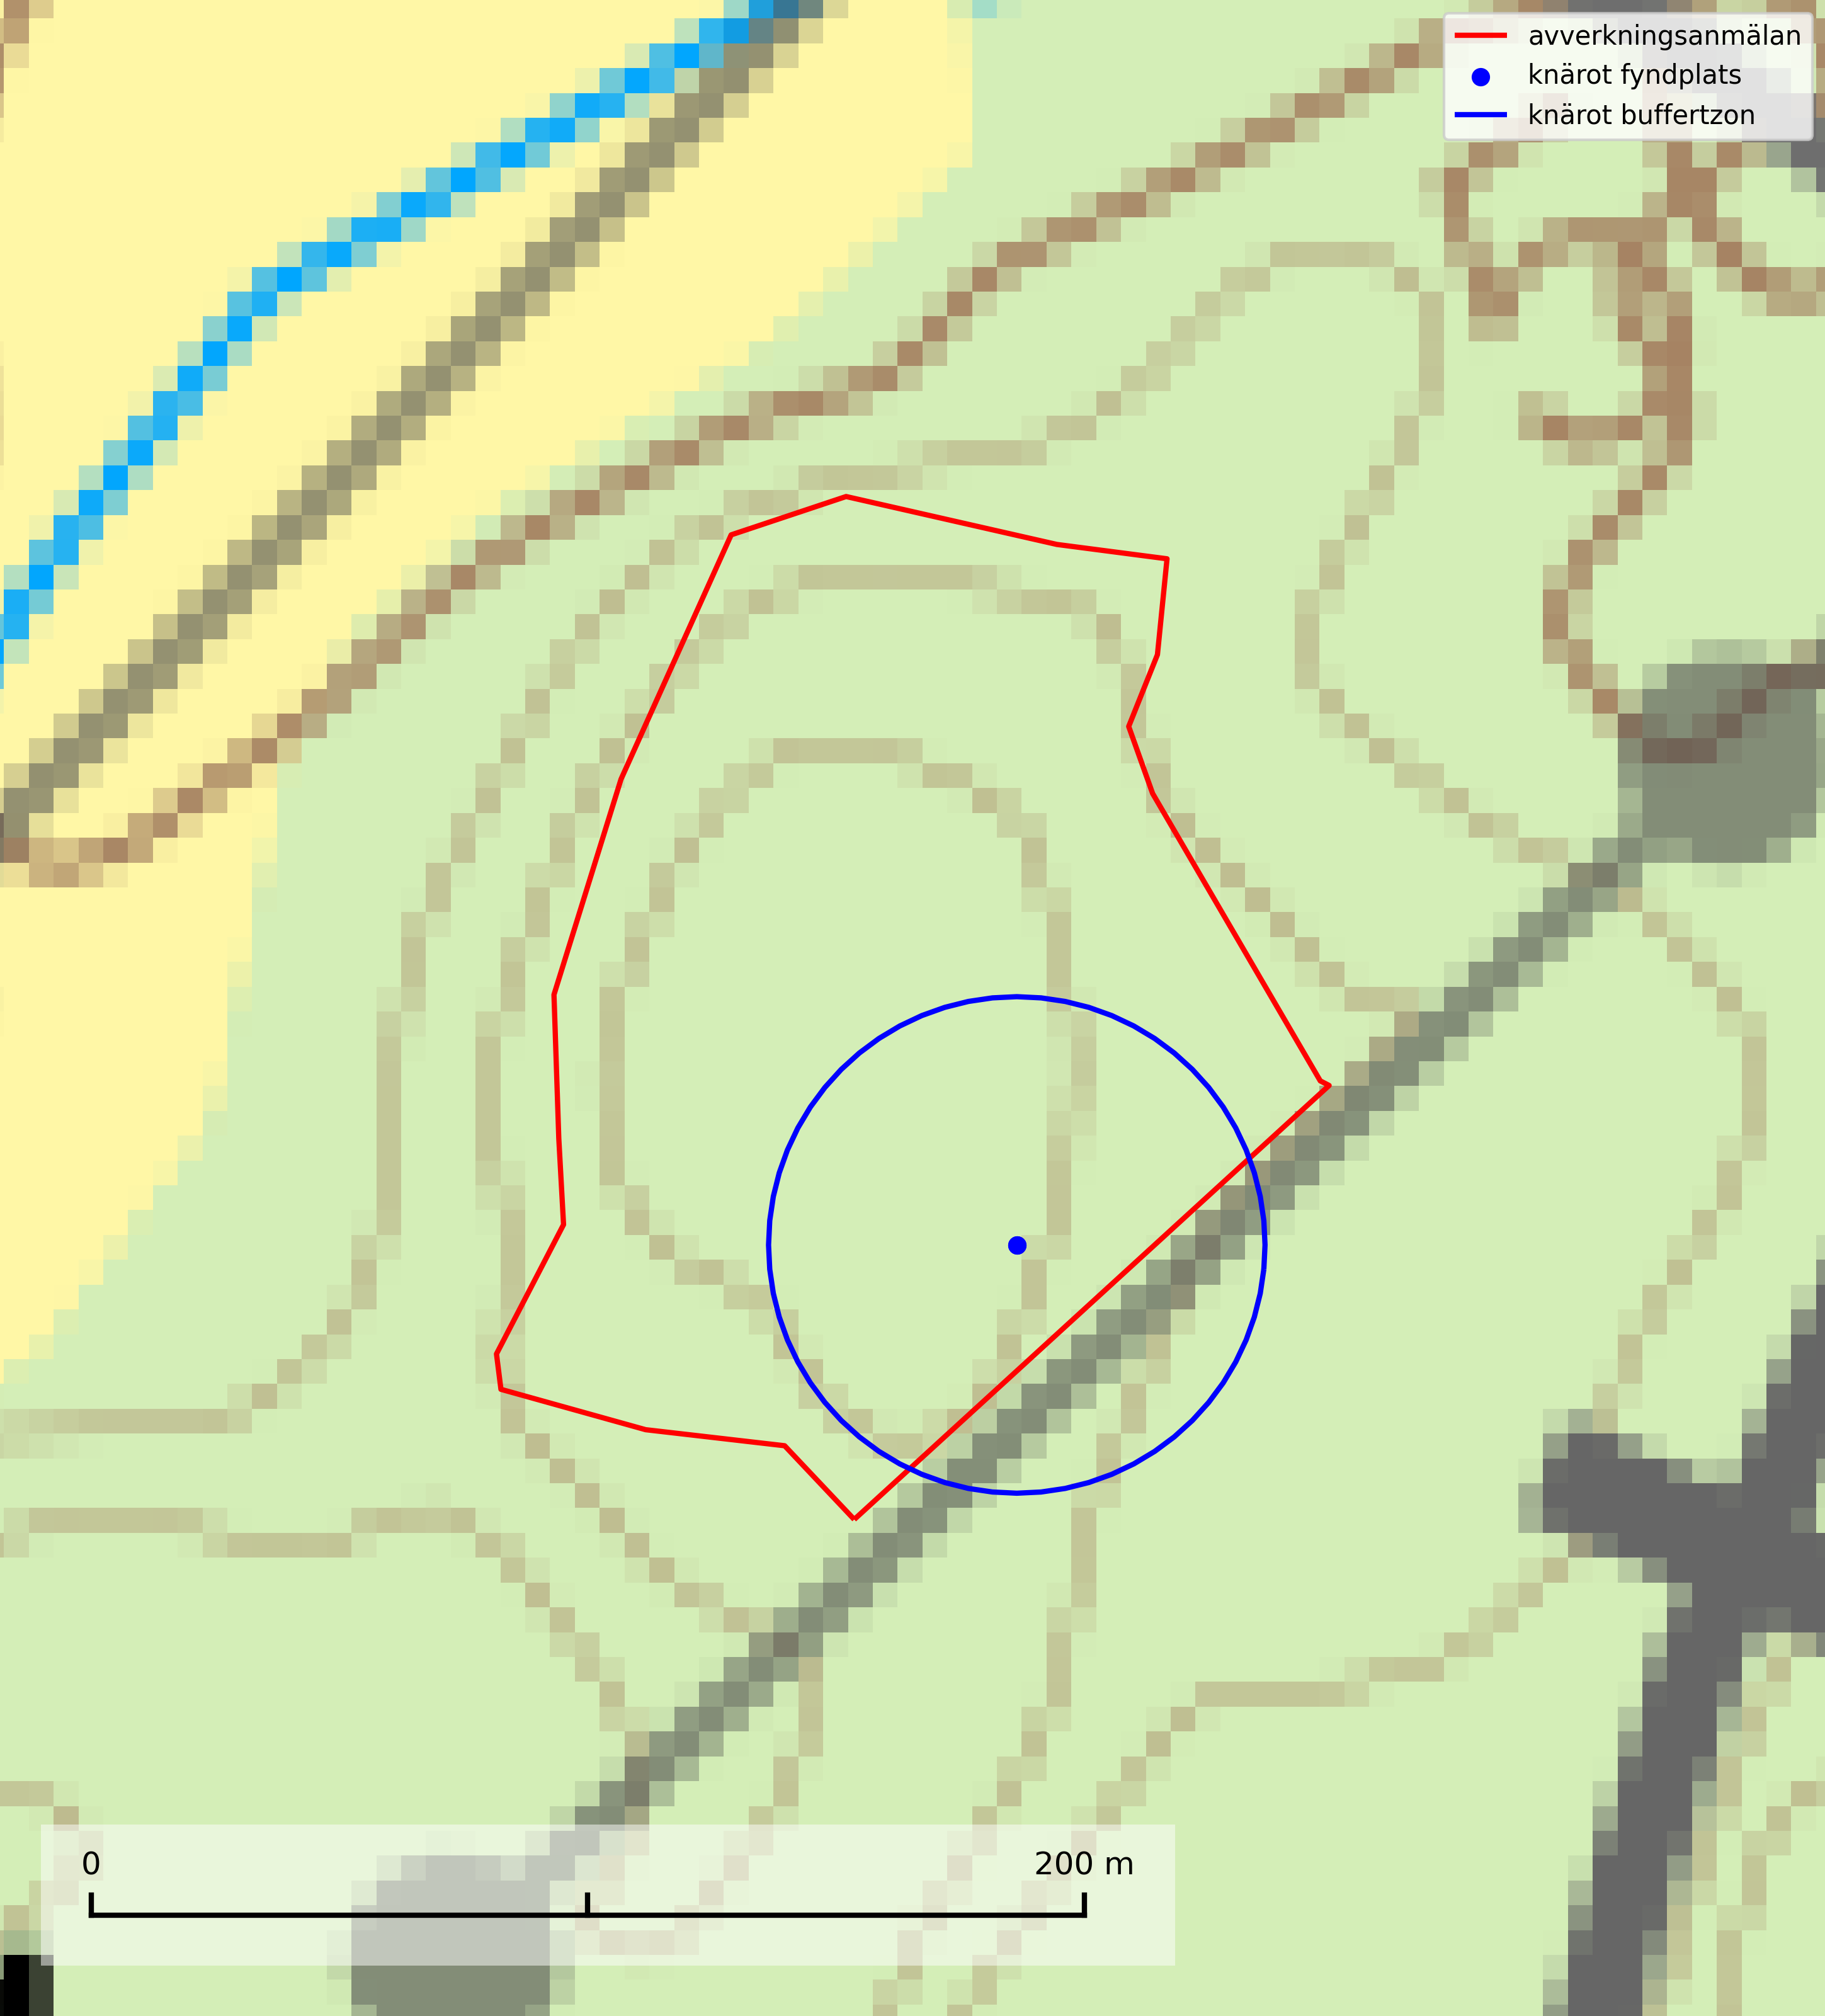 avverkningsanmälan
knärot fyndplats
knärot buffertzon
0 200 m